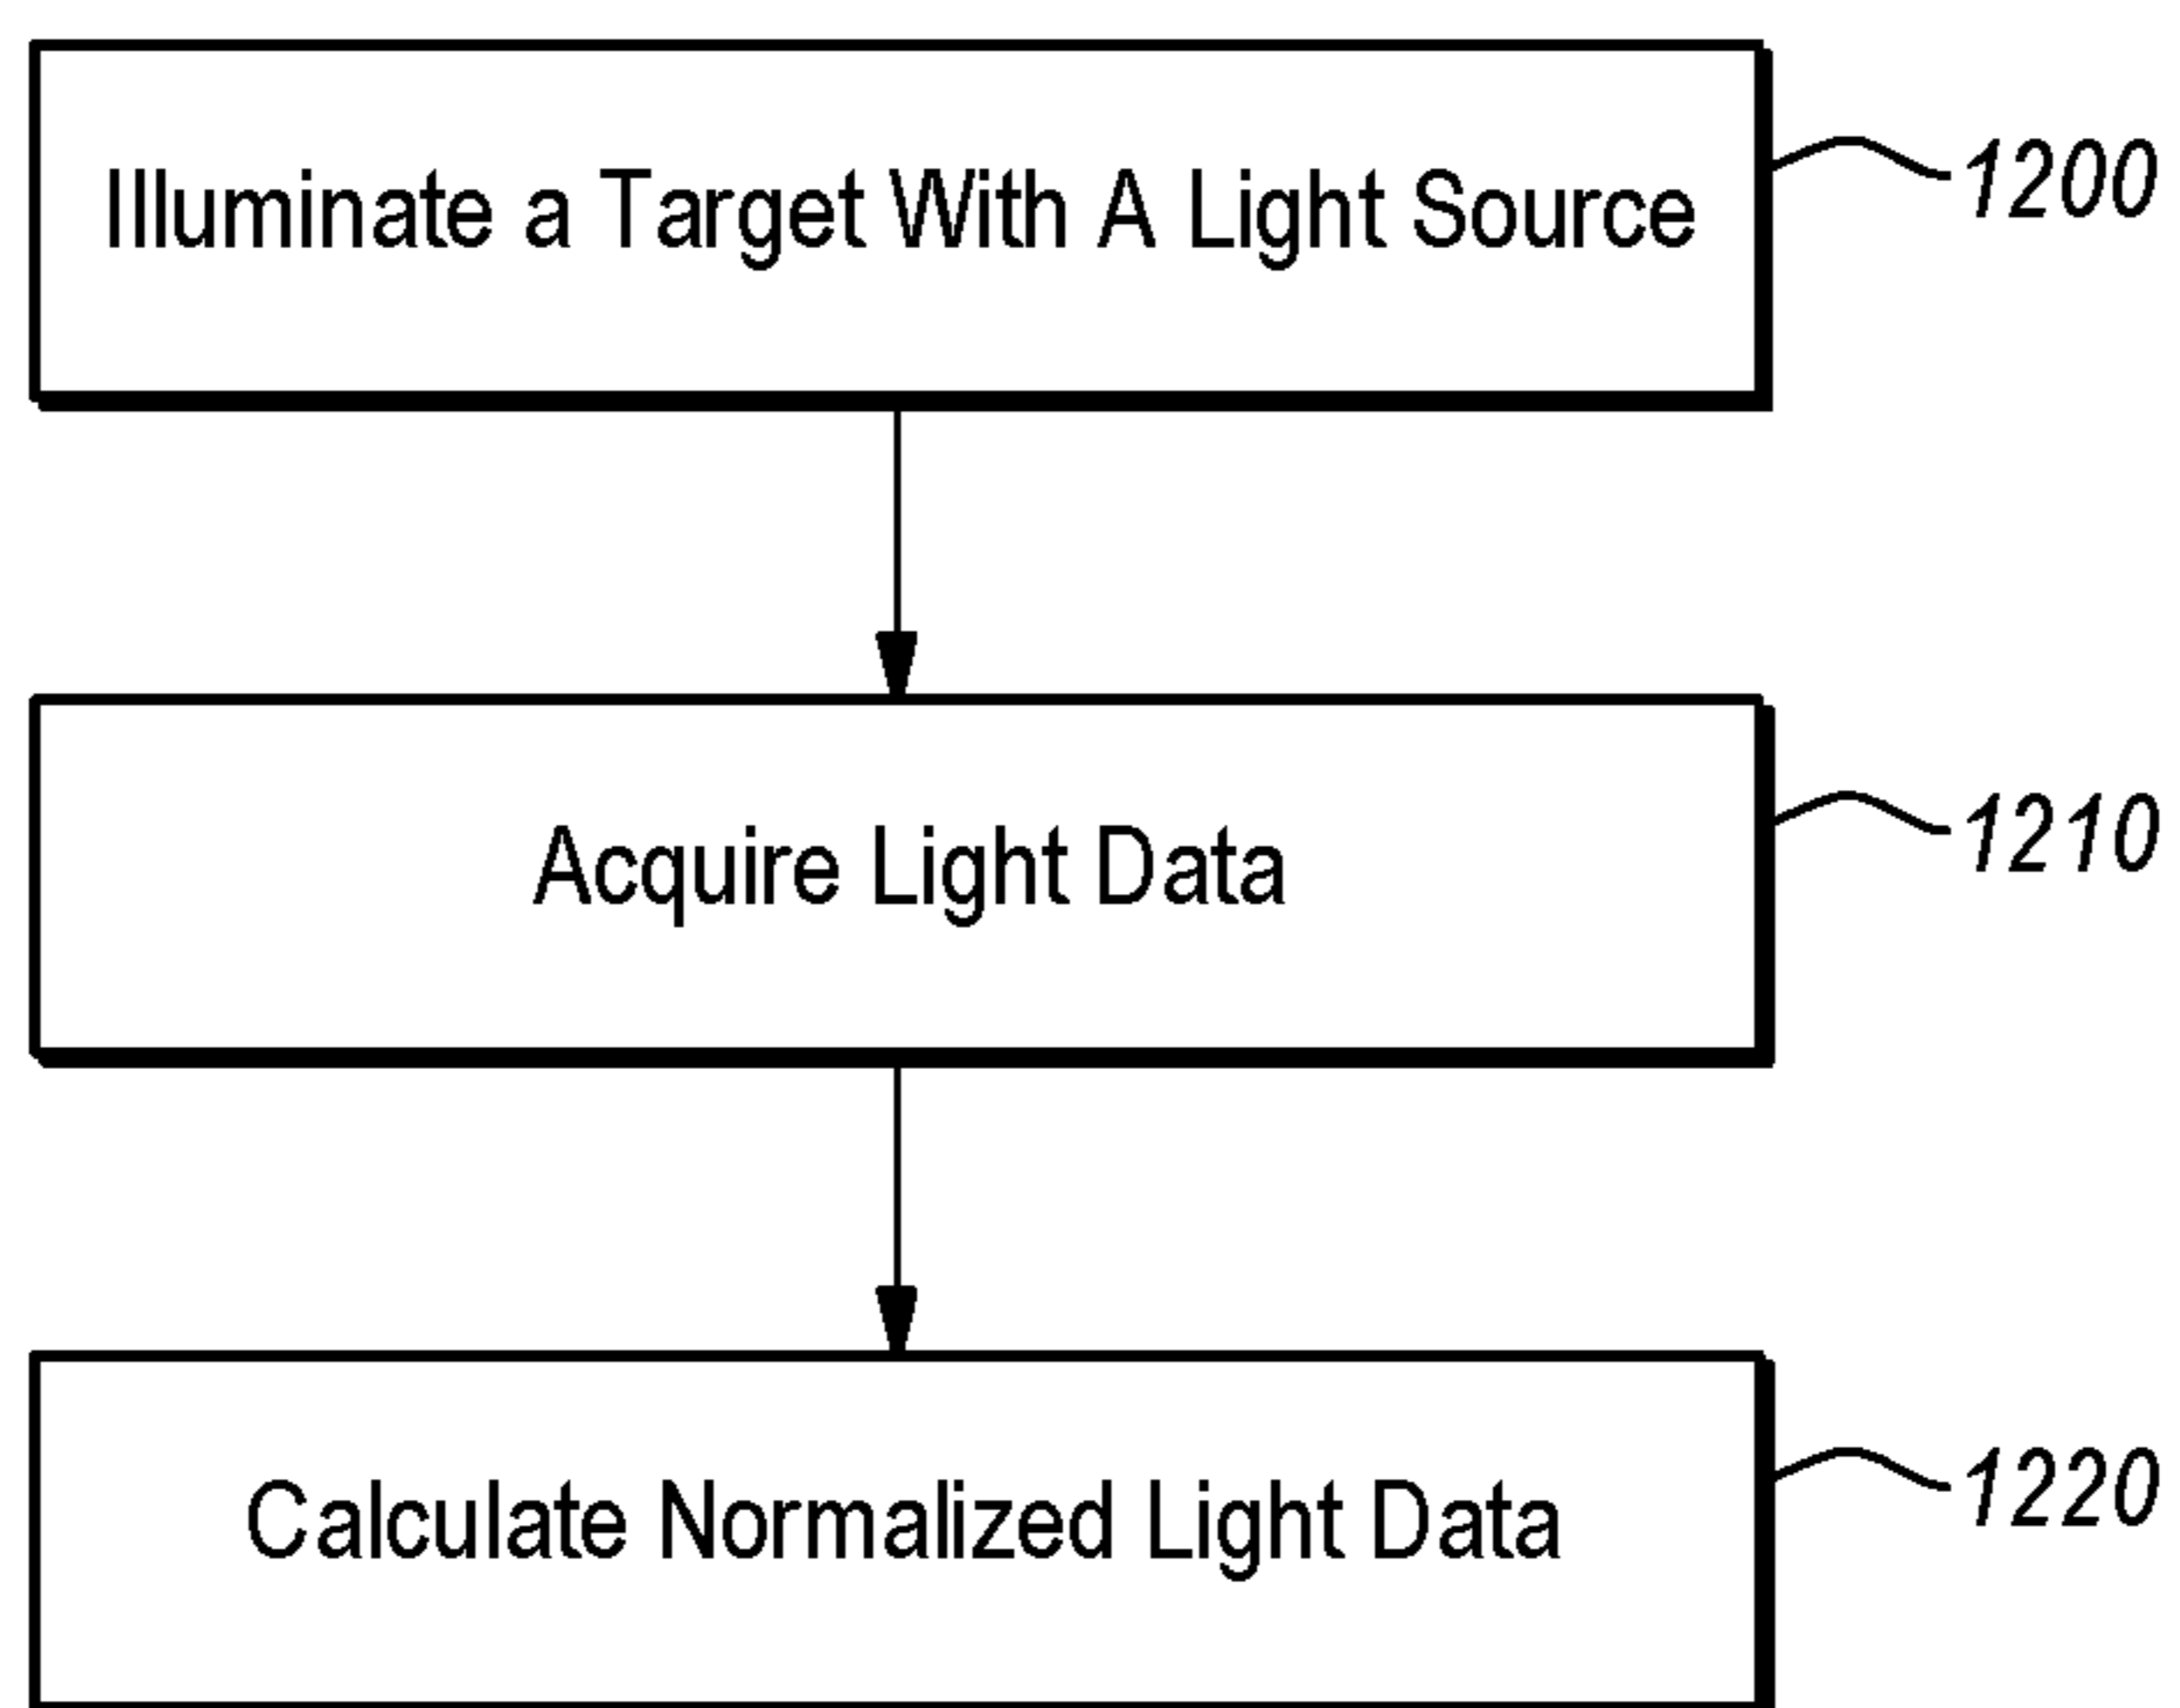 Illuminate a Target With A Light Source
1200
Acquire Light Data
1210
Calculate Normalized Light Data
1220